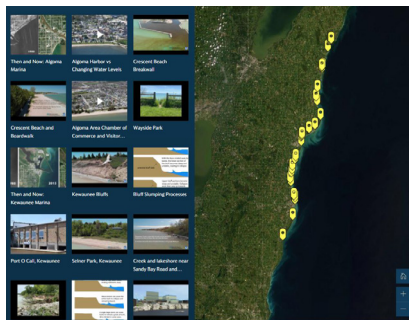 Then and Now: Algoma
Marina
Algoma Harbor vs
Changing Water Levels
Crescent Beach
Breakwall
Crescent Beach and
Boardwalk
Algoma Area Chamber of
Commerce and Visitor...
Wayside Park
Then and Now:
Kewaunee Marina
Kewaunee Bluffs
Bluff Slumping Processes
Port O Call, Kewaunee
Selner Park, Kewaunee
Creek and lakeshore near
Sandy Bay Road and...